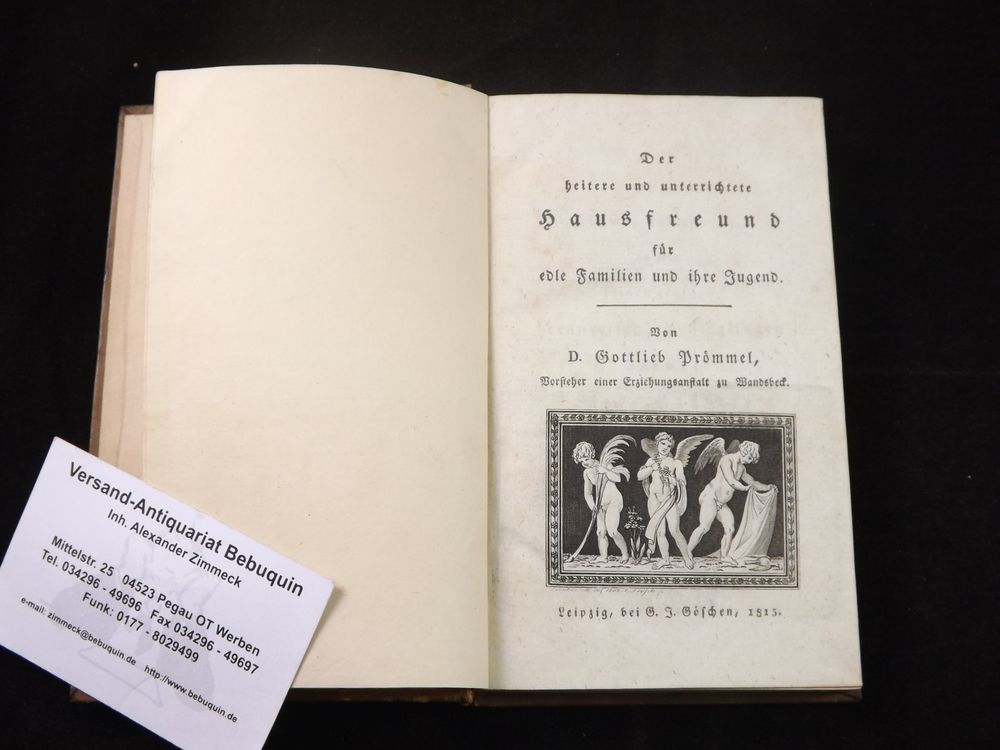 Der
heitere und unterrichtete
Hausfreund
für
edle Familien und ihre Jugend.
Von
D. Gottlieb Prömmel,
Vorsteher einer Erziehungsanstalt zu Wandsbeck.
Leipzig, bei G. J. Göschen, 1815.
Versand-Antiquariat Bebuquin
Inh. Alexander Zimmeck
Mittelstr. 25 04523 Pegau OT Werben
Tel. 034296 - 49696 Fax 034296 - 49697
Funk: 0177 - 8029499
e-mail: zimmeck@bebuquin.de http://www.bebuquin.de